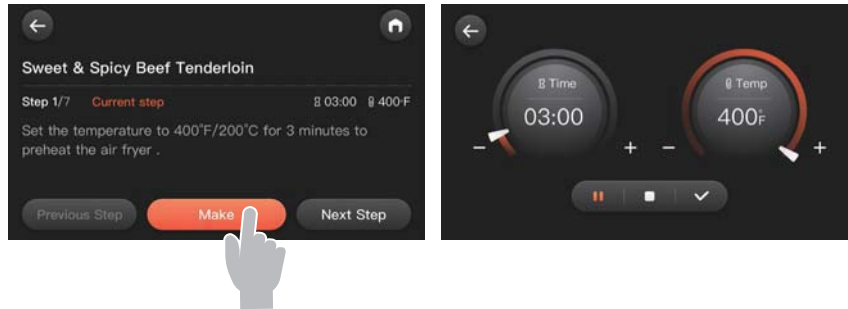 Sweet & Spicy Beef Tenderloin
Step 1/7 Current step 03:00 400°F
Set the temperature to 400°F/200°C for 3 minutes to
preheat the air fryer .
Previous Step Make Next Step
Time
03:00
- +
Temp
400°F
- +